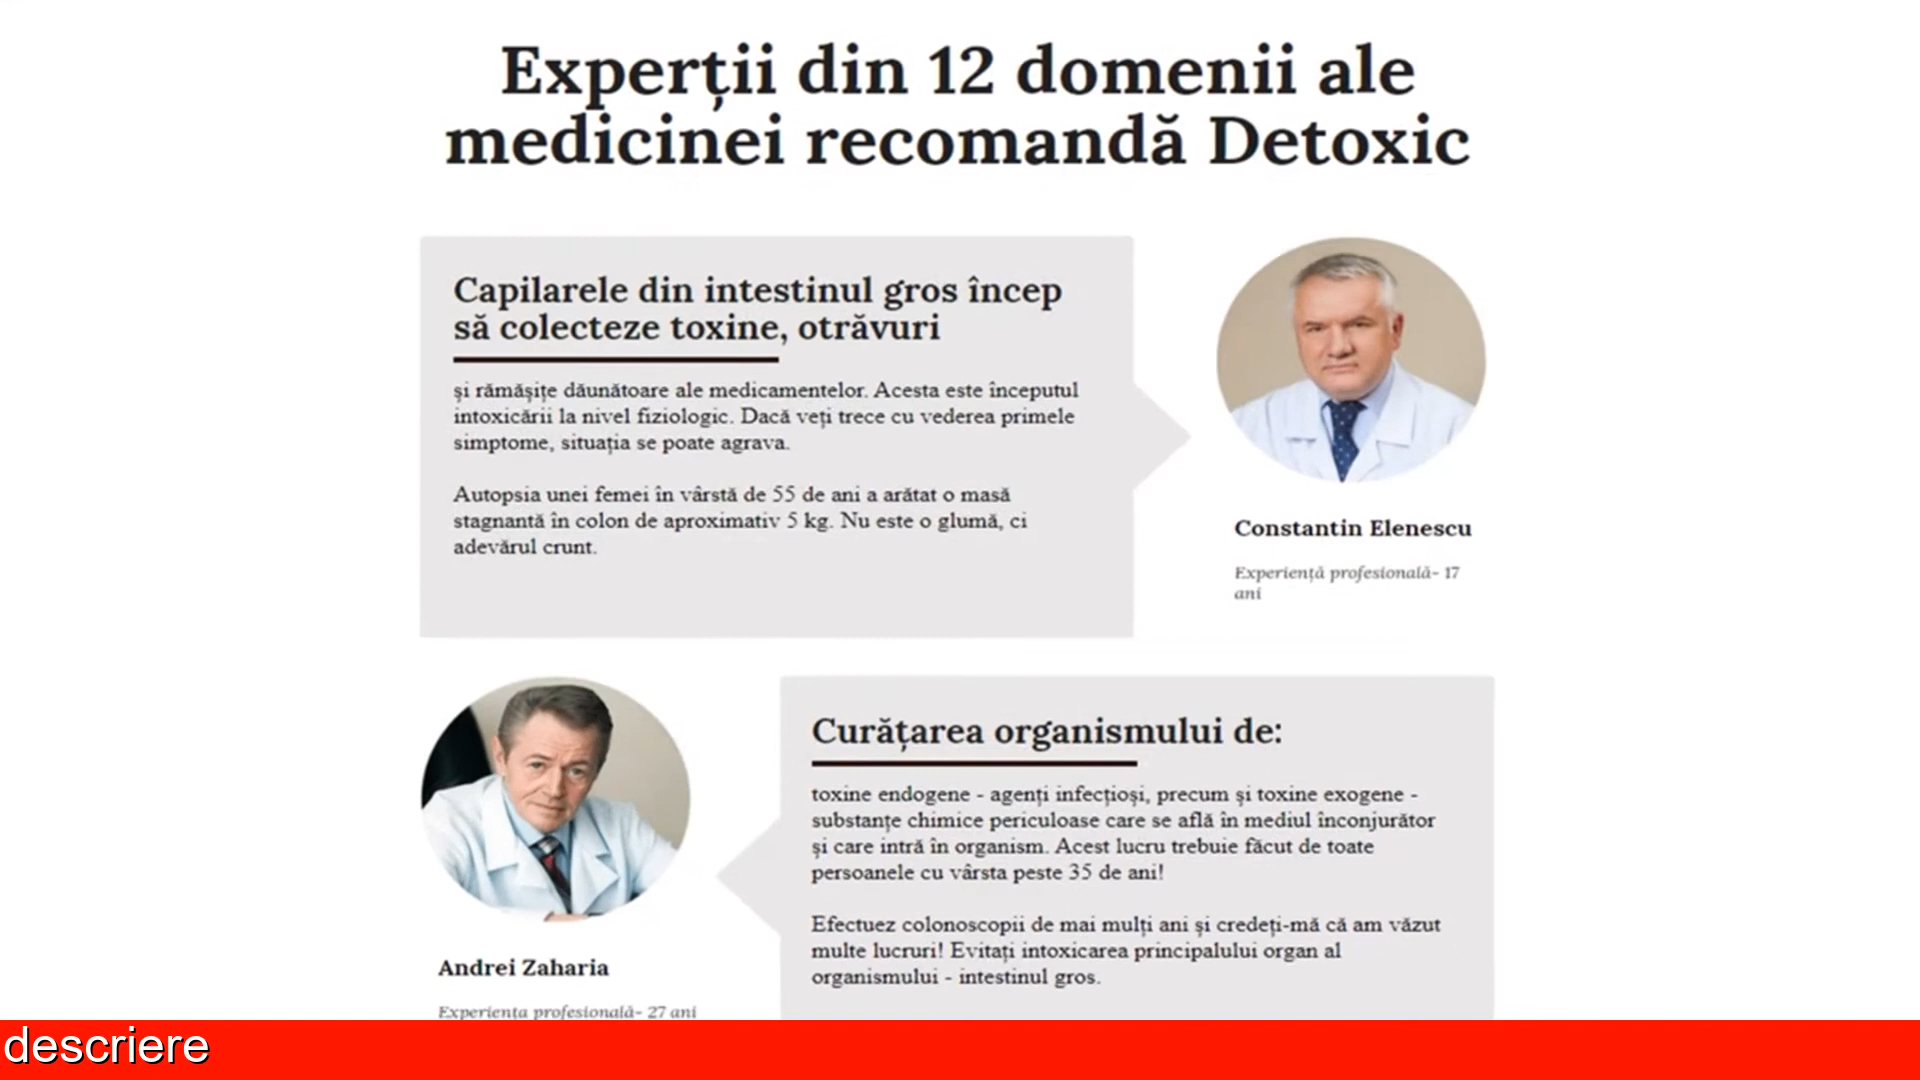 Experții din 12 domenii ale
medicinei recomandă Detoxic
Capilarele din intestinul gros încep
să colecteze toxine, otrăvuri
și rămășițe dăunătoare ale medicamentelor. Acesta este începutul
intoxicării la nivel fiziologic. Dacă veți trece cu vederea primele
simptome, situația se poate agrava.
Autopsia unei femei în vârstă de 55 de ani a arătat o masă
stagnantă în colon de aproximativ 5 kg. Nu este o glumă, ci
adevărul crunt.
Constantin Elenescu
Experiență profesională- 17
ani
Curățarea organismului de:
toxine endogene - agenți infecțioși, precum și toxine exogene -
substanțe chimice periculoase care se află în mediul înconjurător
și care intră în organism. Acest lucru trebuie făcut de toate
persoanele cu vârsta peste 35 de ani!
Efectuez colonoscopii de mai mulți ani și credeți-mă că am văzut
multe lucruri! Evitați intoxicarea principalului organ al
organismului - intestinul gros.
Andrei Zaharia
Experiența profesională- 27 ani
descriere